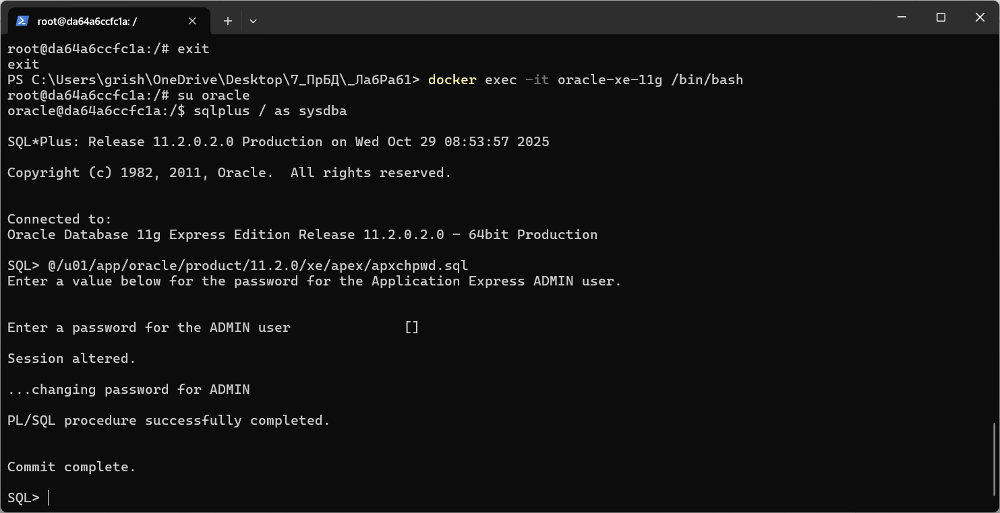 root@da64a6ccfc1a: /
root@da64a6ccfc1a:/# exit
exit
PS C:\Users\grish\OneDrive\Desktop\7_ПрБД\_ЛабРаб1> docker exec -it oracle-xe-11g /bin/bash
root@da64a6ccfc1a:/# su oracle
oracle@da64a6ccfc1a:/$ sqlplus / as sysdba
SQL*Plus: Release 11.2.0.2.0 Production on Wed Oct 29 08:53:57 2025
Copyright (c) 1982, 2011, Oracle.  All rights reserved.
Connected to:
Oracle Database 11g Express Edition Release 11.2.0.2.0 - 64bit Production
SQL> @/u01/app/oracle/product/11.2.0/xe/apex/apxchpwd.sql
Enter a value below for the password for the Application Express ADMIN user.
Enter a password for the ADMIN user              []
Session altered.
...changing password for ADMIN
PL/SQL procedure successfully completed.
Commit complete.
SQL>